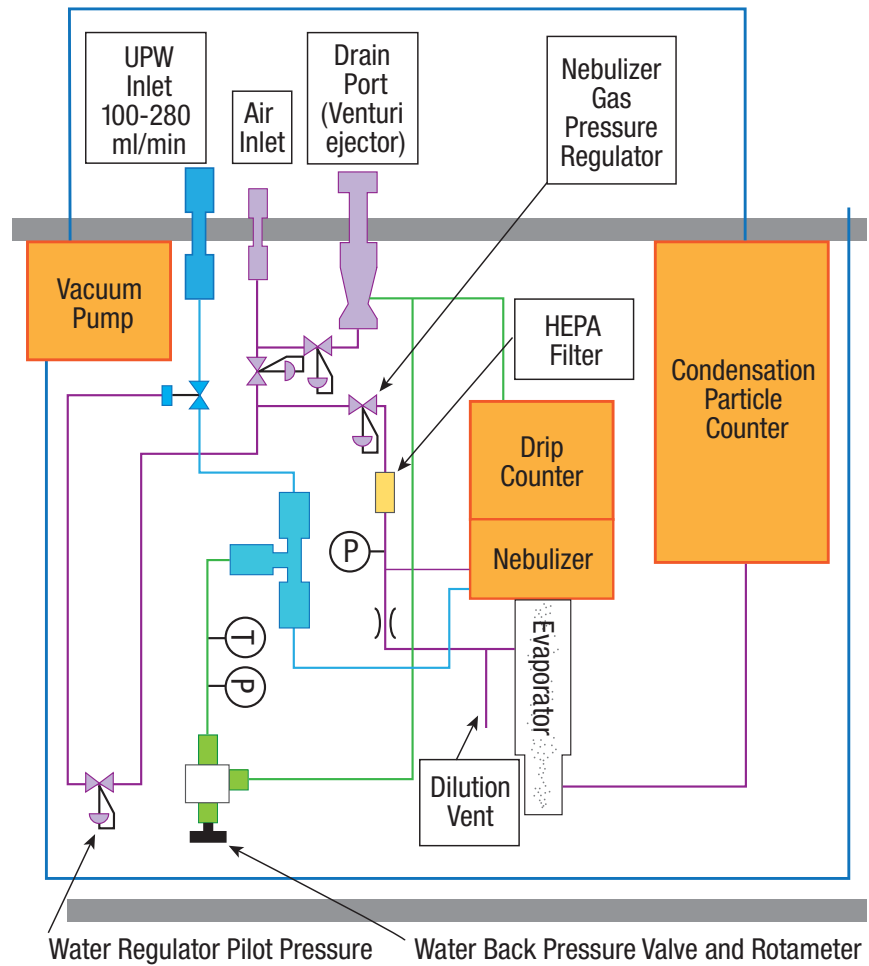 UPW
Inlet
100-280
ml/min
Air
Inlet
Drain
Port
(Venturi
ejector)
Nebulizer
Gas
Pressure
Regulator
Vacuum
Pump
HEPA
Filter
Condensation
Particle
Counter
Drip
Counter
P
Nebulizer
T
P
Evaporator
Dilution
Vent
Water Regulator Pilot Pressure
Water Back Pressure Valve and Rotameter